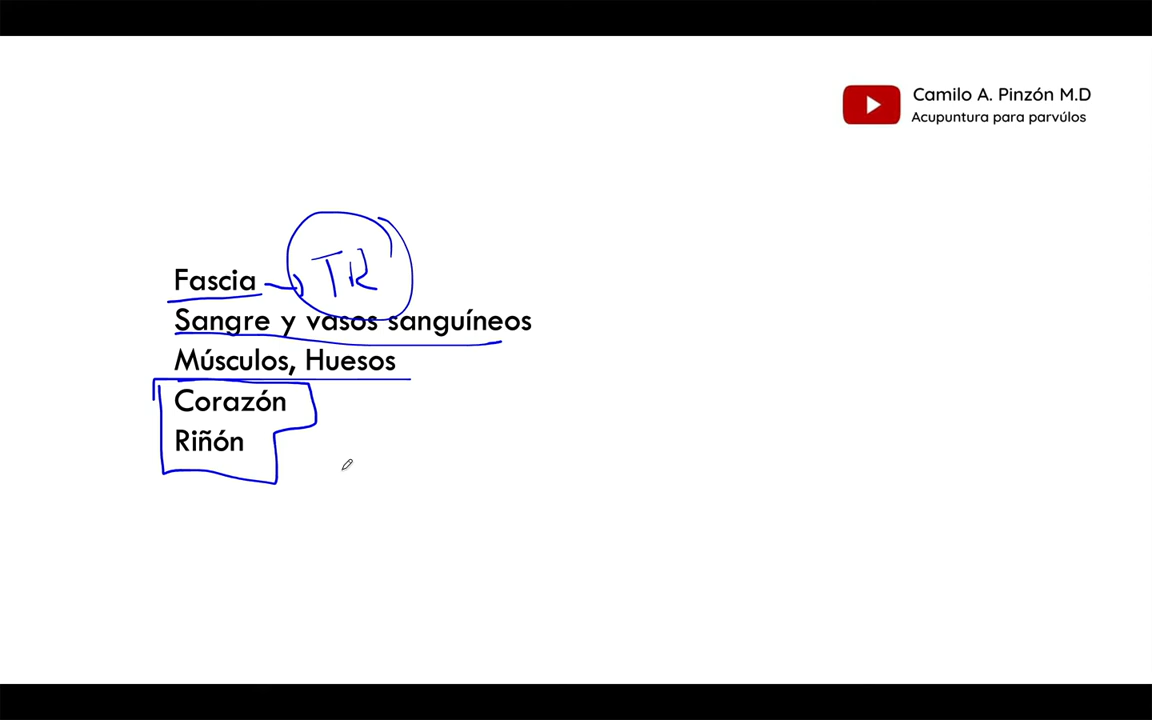 Camilo A. Pinzón M.D
Acupuntura para parvúlos
TR
Fascia
Sangre y vasos sanguíneos
Músculos, Huesos
Corazón
Riñón